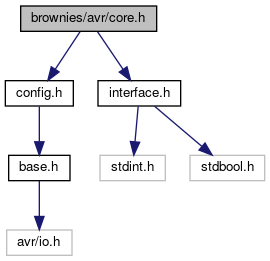 brownies/avr/core.h
config.h
interface.h
base.h
stdint.h
stdbool.h
avr/io.h